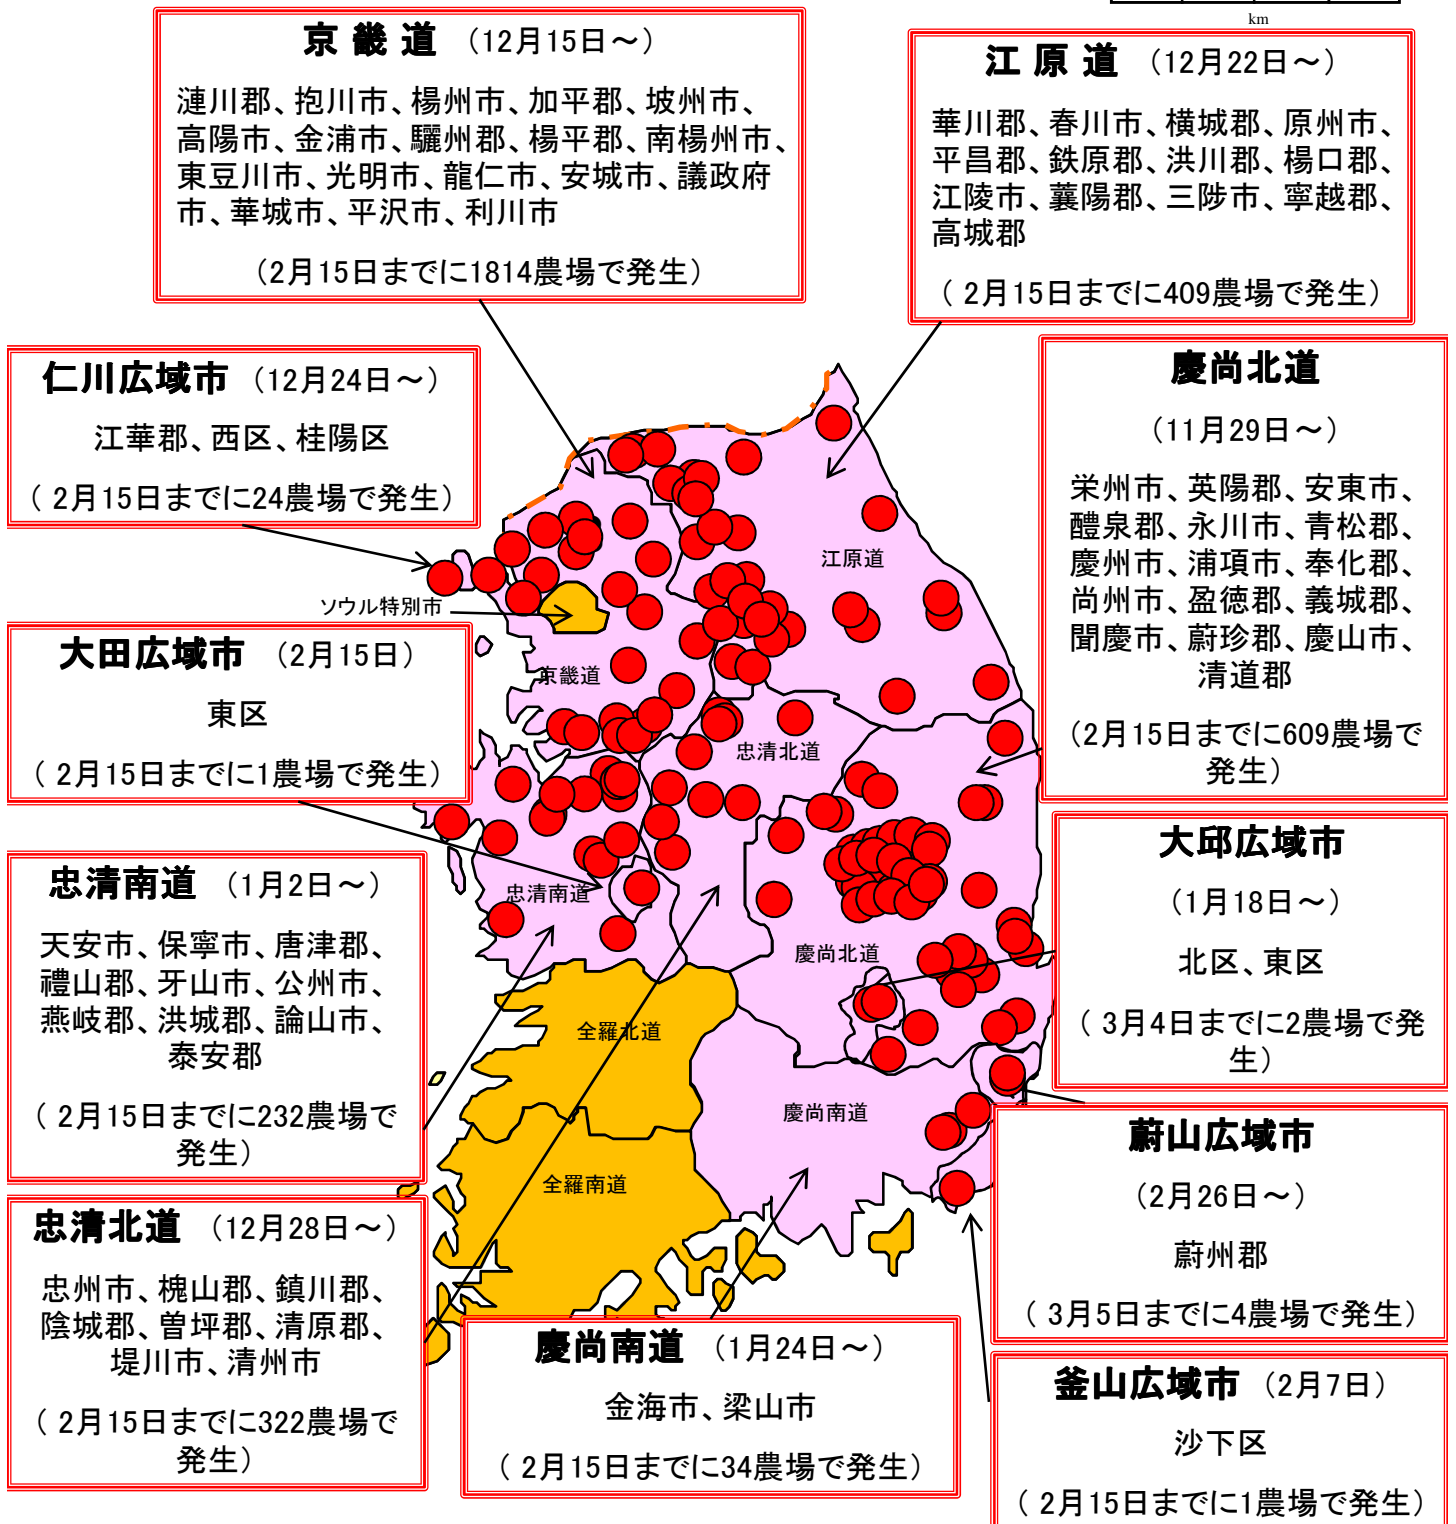 km
京 畿 道 （12月15日～）
漣川郡、抱川市、楊州市、加平郡、坡州市、
高陽市、金浦市、驪州郡、楊平郡、南楊州市、
東豆川市、光明市、龍仁市、安城市、議政府
市、華城市、平沢市、利川市
（2月15日までに1814農場で発生）
江 原 道 （12月22日～）
華川郡、春川市、横城郡、原州市、
平昌郡、鉄原郡、洪川郡、楊口郡、
江陵市、襄陽郡、三陟市、寧越郡、
高城郡
（ 2月15日までに409農場で発生）
仁川広域市 （12月24日～）
江華郡、西区、桂陽区
（ 2月15日までに24農場で発生）
慶尚北道
（11月29日～）
栄州市、英陽郡、安東市、
醴泉郡、永川市、青松郡、
慶州市、浦項市、奉化郡、
尚州市、盈徳郡、義城郡、
聞慶市、蔚珍郡、慶山市、
清道郡
（2月15日までに609農場で
発生）
江原道
ソウル特別市
大田広域市 （2月15日）
東区
（ 2月15日までに1農場で発生）
京畿道
忠清北道
大邱広域市
（1月18日～）
北区、東区
（ 3月4日までに2農場で発
生）
忠清南道 （1月2日～）
天安市、保寧市、唐津郡、
禮山郡、牙山市、公州市、
燕岐郡、洪城郡、論山市、
泰安郡
（ 2月15日までに232農場で
発生）
忠清南道
慶尚北道
全羅北道
慶尚南道
全羅南道
蔚山広域市
（2月26日～）
蔚州郡
（ 3月5日までに4農場で発生）
忠清北道 （12月28日～）
忠州市、槐山郡、鎮川郡、
陰城郡、曽坪郡、清原郡、
堤川市、清州市
（ 2月15日までに322農場で
発生）
慶尚南道 （1月24日～）
金海市、梁山市
（ 2月15日までに34農場で発生）
釜山広域市 （2月7日）
沙下区
（ 2月15日までに1農場で発生）